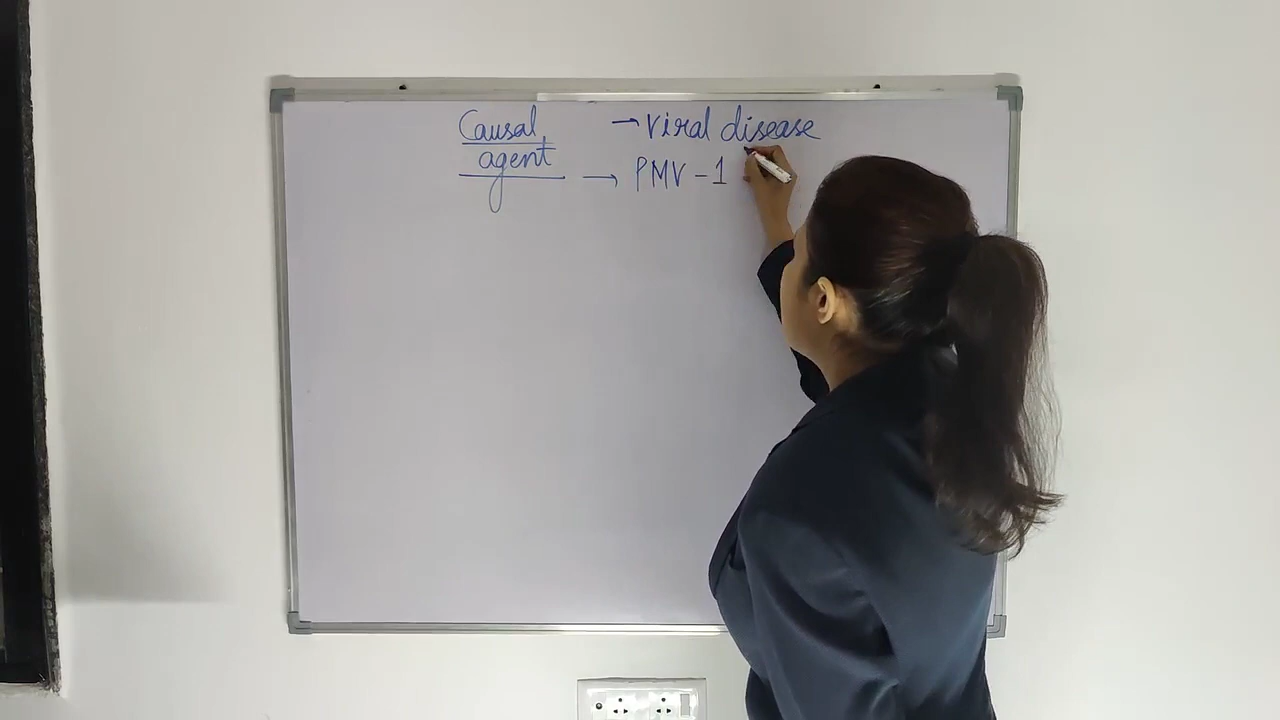 Causal → Viral disease
agent → PMV - 1